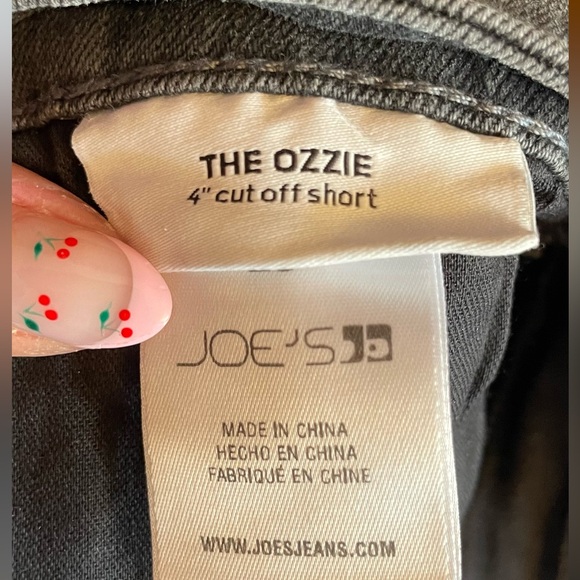 THE OZZIE
4" cut off short
JOE'S
MADE IN CHINA
HECHO EN CHINA
FABRIQUÉ EN CHINE
WWW.JOESJEANS.COM